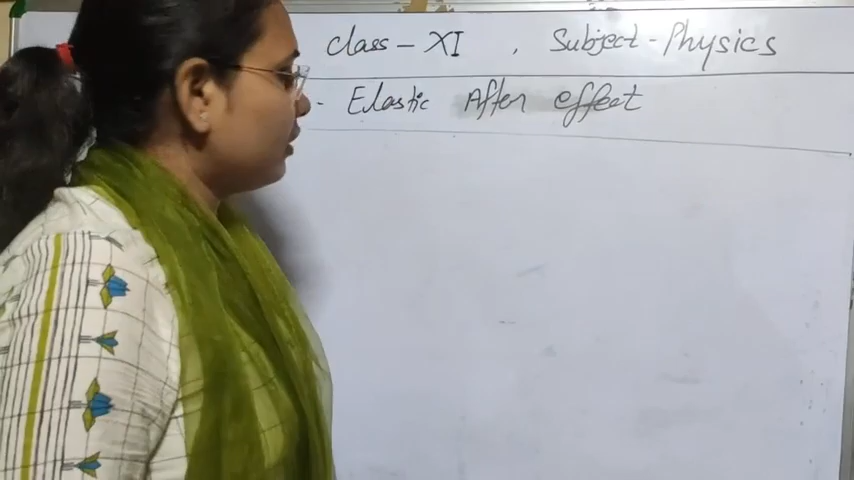 Class - XI , Subject - Physics
- Elastic After effect